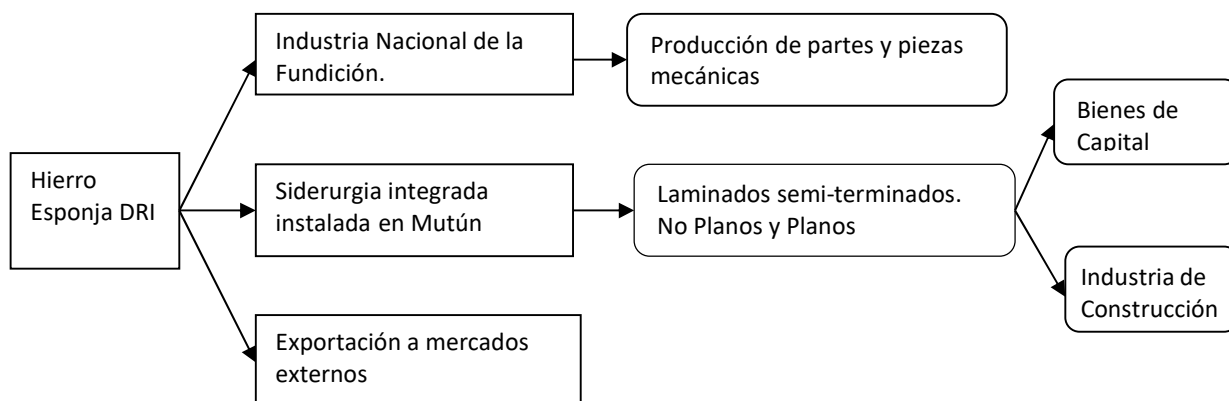 Industria Nacional de la
Fundición.
Producción de partes y piezas
mecánicas
Bienes de
Capital
Hierro
Esponja DRI
Siderurgia integrada
instalada en Mutún
Laminados semi-terminados.
No Planos y Planos
Industria de
Construcción
Exportación a mercados
externos